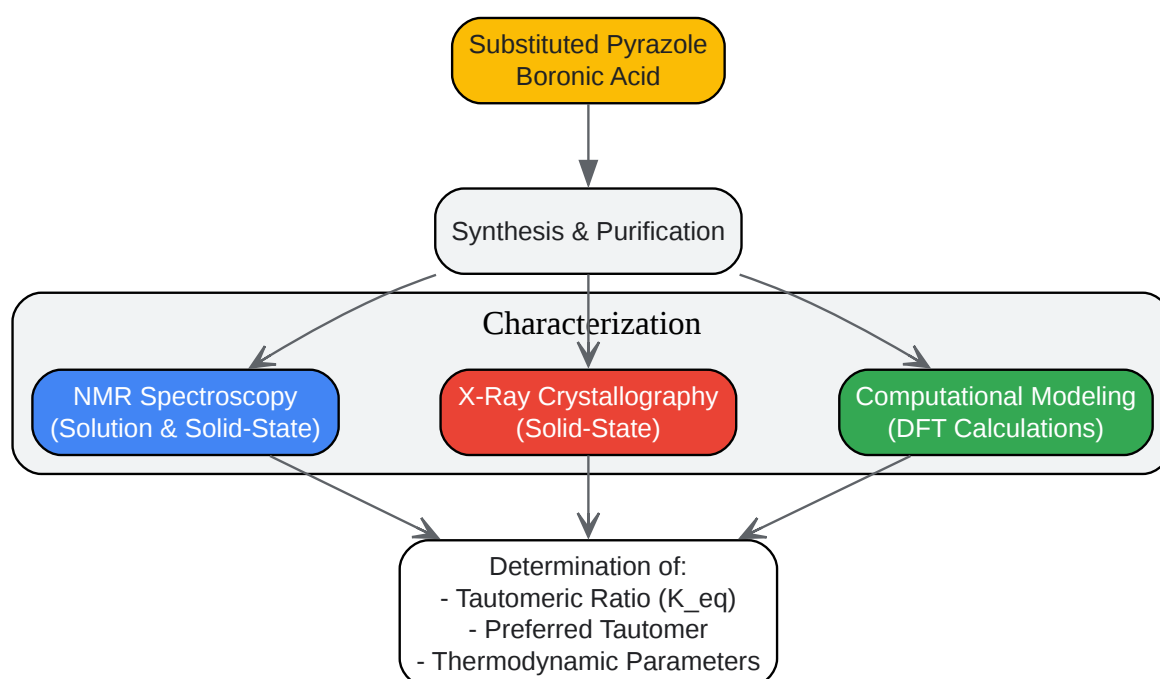 Substituted Pyrazole
Boronic Acid
Synthesis & Purification
Characterization
NMR Spectroscopy
(Solution & Solid-State)
X-Ray Crystallography
(Solid-State)
Computational Modeling
(DFT Calculations)
Determination of:
- Tautomeric Ratio (K_eq)
- Preferred Tautomer
- Thermodynamic Parameters